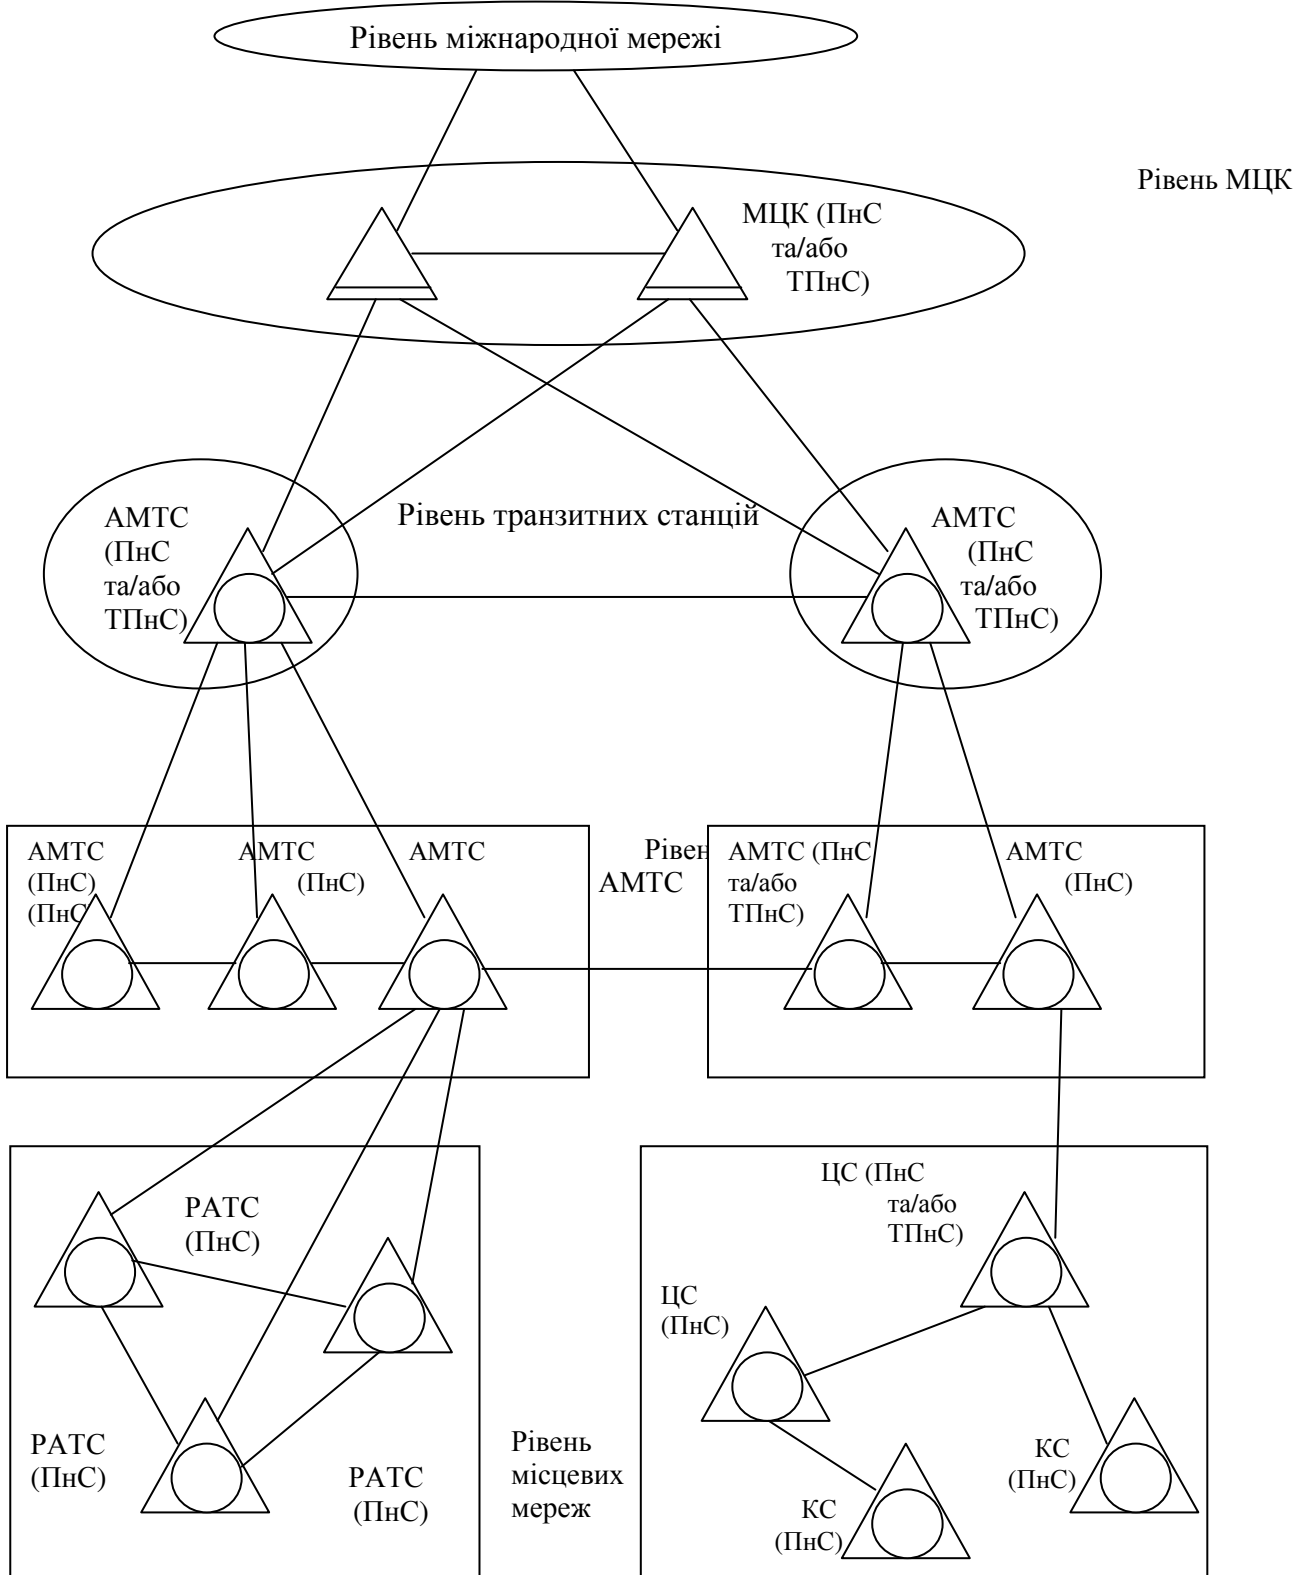 Рівень міжнародної мережі
Рівень МЦК
МЦК (ПнС
та/або
ТПнС)
АМТС
(ПнС
та/або
ТПнС)
Рівень транзитних станцій
АМТС
(ПнС
та/або
ТПнС)
АМТС
(ПнС)
(ПнС
АМТС
(ПнС)
АМТС
Рівен
АМТС
АМТС (ПнС
та/або
ТПнС)
АМТС
(ПнС)
РАТС
(ПнС)
РАТС
(ПнС)
РАТС
(ПнС)
Рівень
місцевих
мереж
ЦС (ПнС
та/або
ТПнС)
ЦС
(ПнС)
КС
(ПнС)
КС
(ПнС)